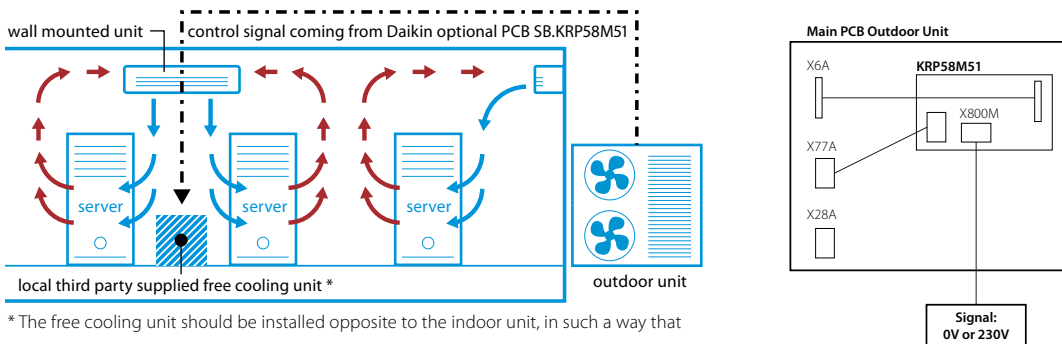 wall mounted unit
control signal coming from Daikin optional PCB SB.KRP58M51
server
server
server
local third party supplied free cooling unit *
outdoor unit
* The free cooling unit should be installed opposite to the indoor unit, in such a way that
Main PCB Outdoor Unit
X6A
KRP58M51
X800M
X77A
X28A
Signal:
0V or 230V